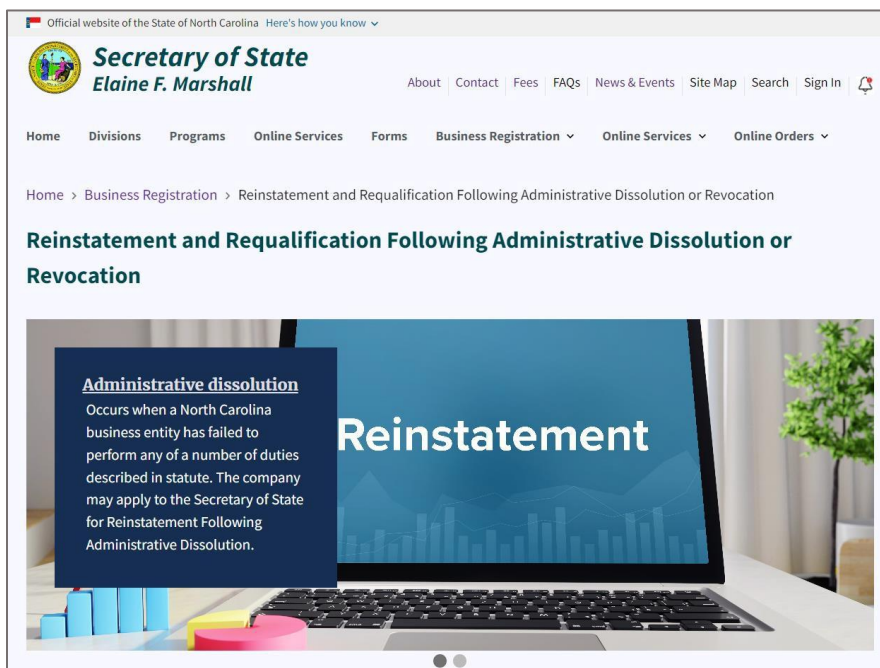 Official website of the State of North Carolina Here's how you know
Secretary of State
Elaine F. Marshall
About Contact Fees FAQs News & Events Site Map Search Sign In
Home Divisions Programs Online Services Forms Business Registration Online Services Online Orders
Home > Business Registration > Reinstatement and Requalification Following Administrative Dissolution or Revocation
Reinstatement and Requalification Following Administrative Dissolution or
Revocation
Administrative dissolution
Occurs when a North Carolina
business entity has failed to
perform any of a number of duties
described in statute. The company
may apply to the Secretary of State
for Reinstatement Following
Administrative Dissolution.
Reinstatement